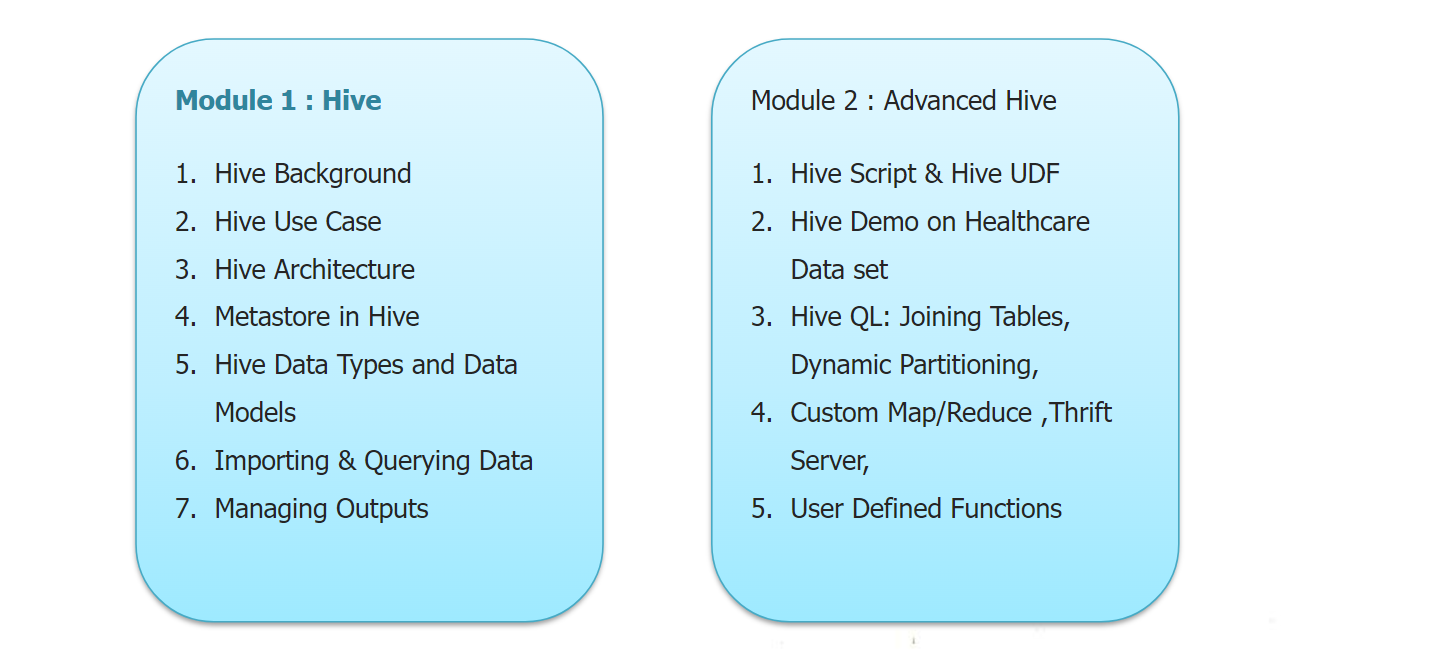 Module 1 : Hive
1. Hive Background
2. Hive Use Case
3. Hive Architecture
4. Metastore in Hive
5. Hive Data Types and Data
Models
6. Importing & Querying Data
7. Managing Outputs
Module 2 : Advanced Hive
1. Hive Script & Hive UDF
2. Hive Demo on Healthcare
Data set
3. Hive QL: Joining Tables,
Dynamic Partitioning,
4. Custom Map/Reduce ,Thrift
Server,
5. User Defined Functions